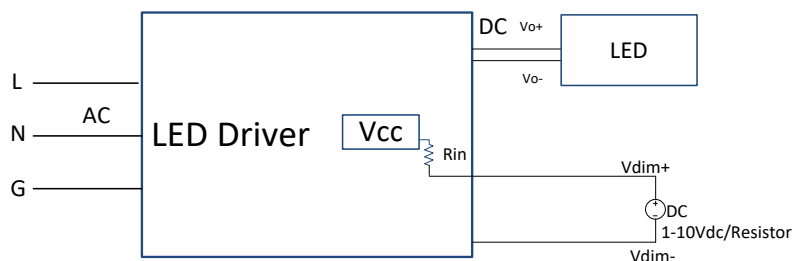 DC
Vo+
LED
Vo-
L
AC
N
LED Driver
Vcc
Rin
G
Vdim+
+
−
DC
1-10Vdc/Resistor
Vdim-